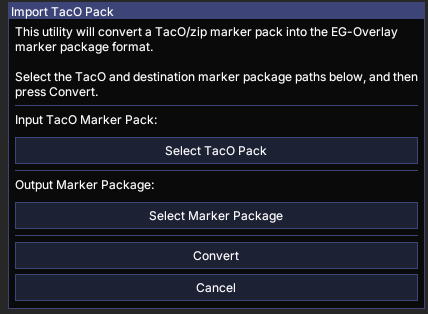 Import TacO Pack
This utility will convert a TacO/zip marker pack into the EG-Overlay
marker package format.
Select the TacO and destination marker package paths below, and then
press Convert.
Input TacO Marker Pack:
Select TacO Pack
Output Marker Package:
Select Marker Package
Convert
Cancel